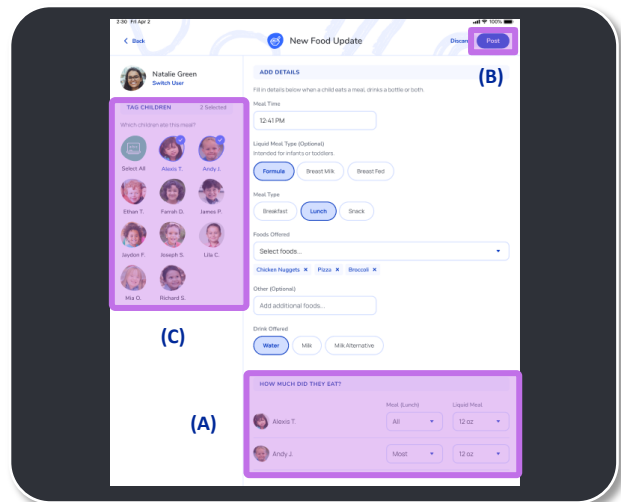 3:30 Fri Apr 2
Back
New Food Update
Discard
Post
(B)
Natalie Green
Switch User
TAG CHILDREN
2 Selected
Which children ate this meal?
Select All
Alexis T.
Andy J.
Ethan T.
Farrah O.
James P.
Jaydon F.
Joseph S.
Lila C.
Mia O.
Richard S.
(C)
ADD DETAILS
Fill in details below when a child eats a meal, drinks a bottle or both.
Meal Time
12:41 PM
Liquid Meal Type (Optional)
Intended for infants or toddlers
Formula
Breast Milk
Breast Fed
Meal Type
Breakfast
Lunch
Snack
Foods Offered
Select foods...
Chicken Nuggets ×
Pizza ×
Broccoli ×
Other (Optional)
Add additional foods...
Drink Offered
Water
Milk
Milk Alternative
(A)
HOW MUCH DID THEY EAT?
Meal (Lunch)
Liquid Meal
Alexis T.
All
12 oz
Andy J.
Most
12 oz